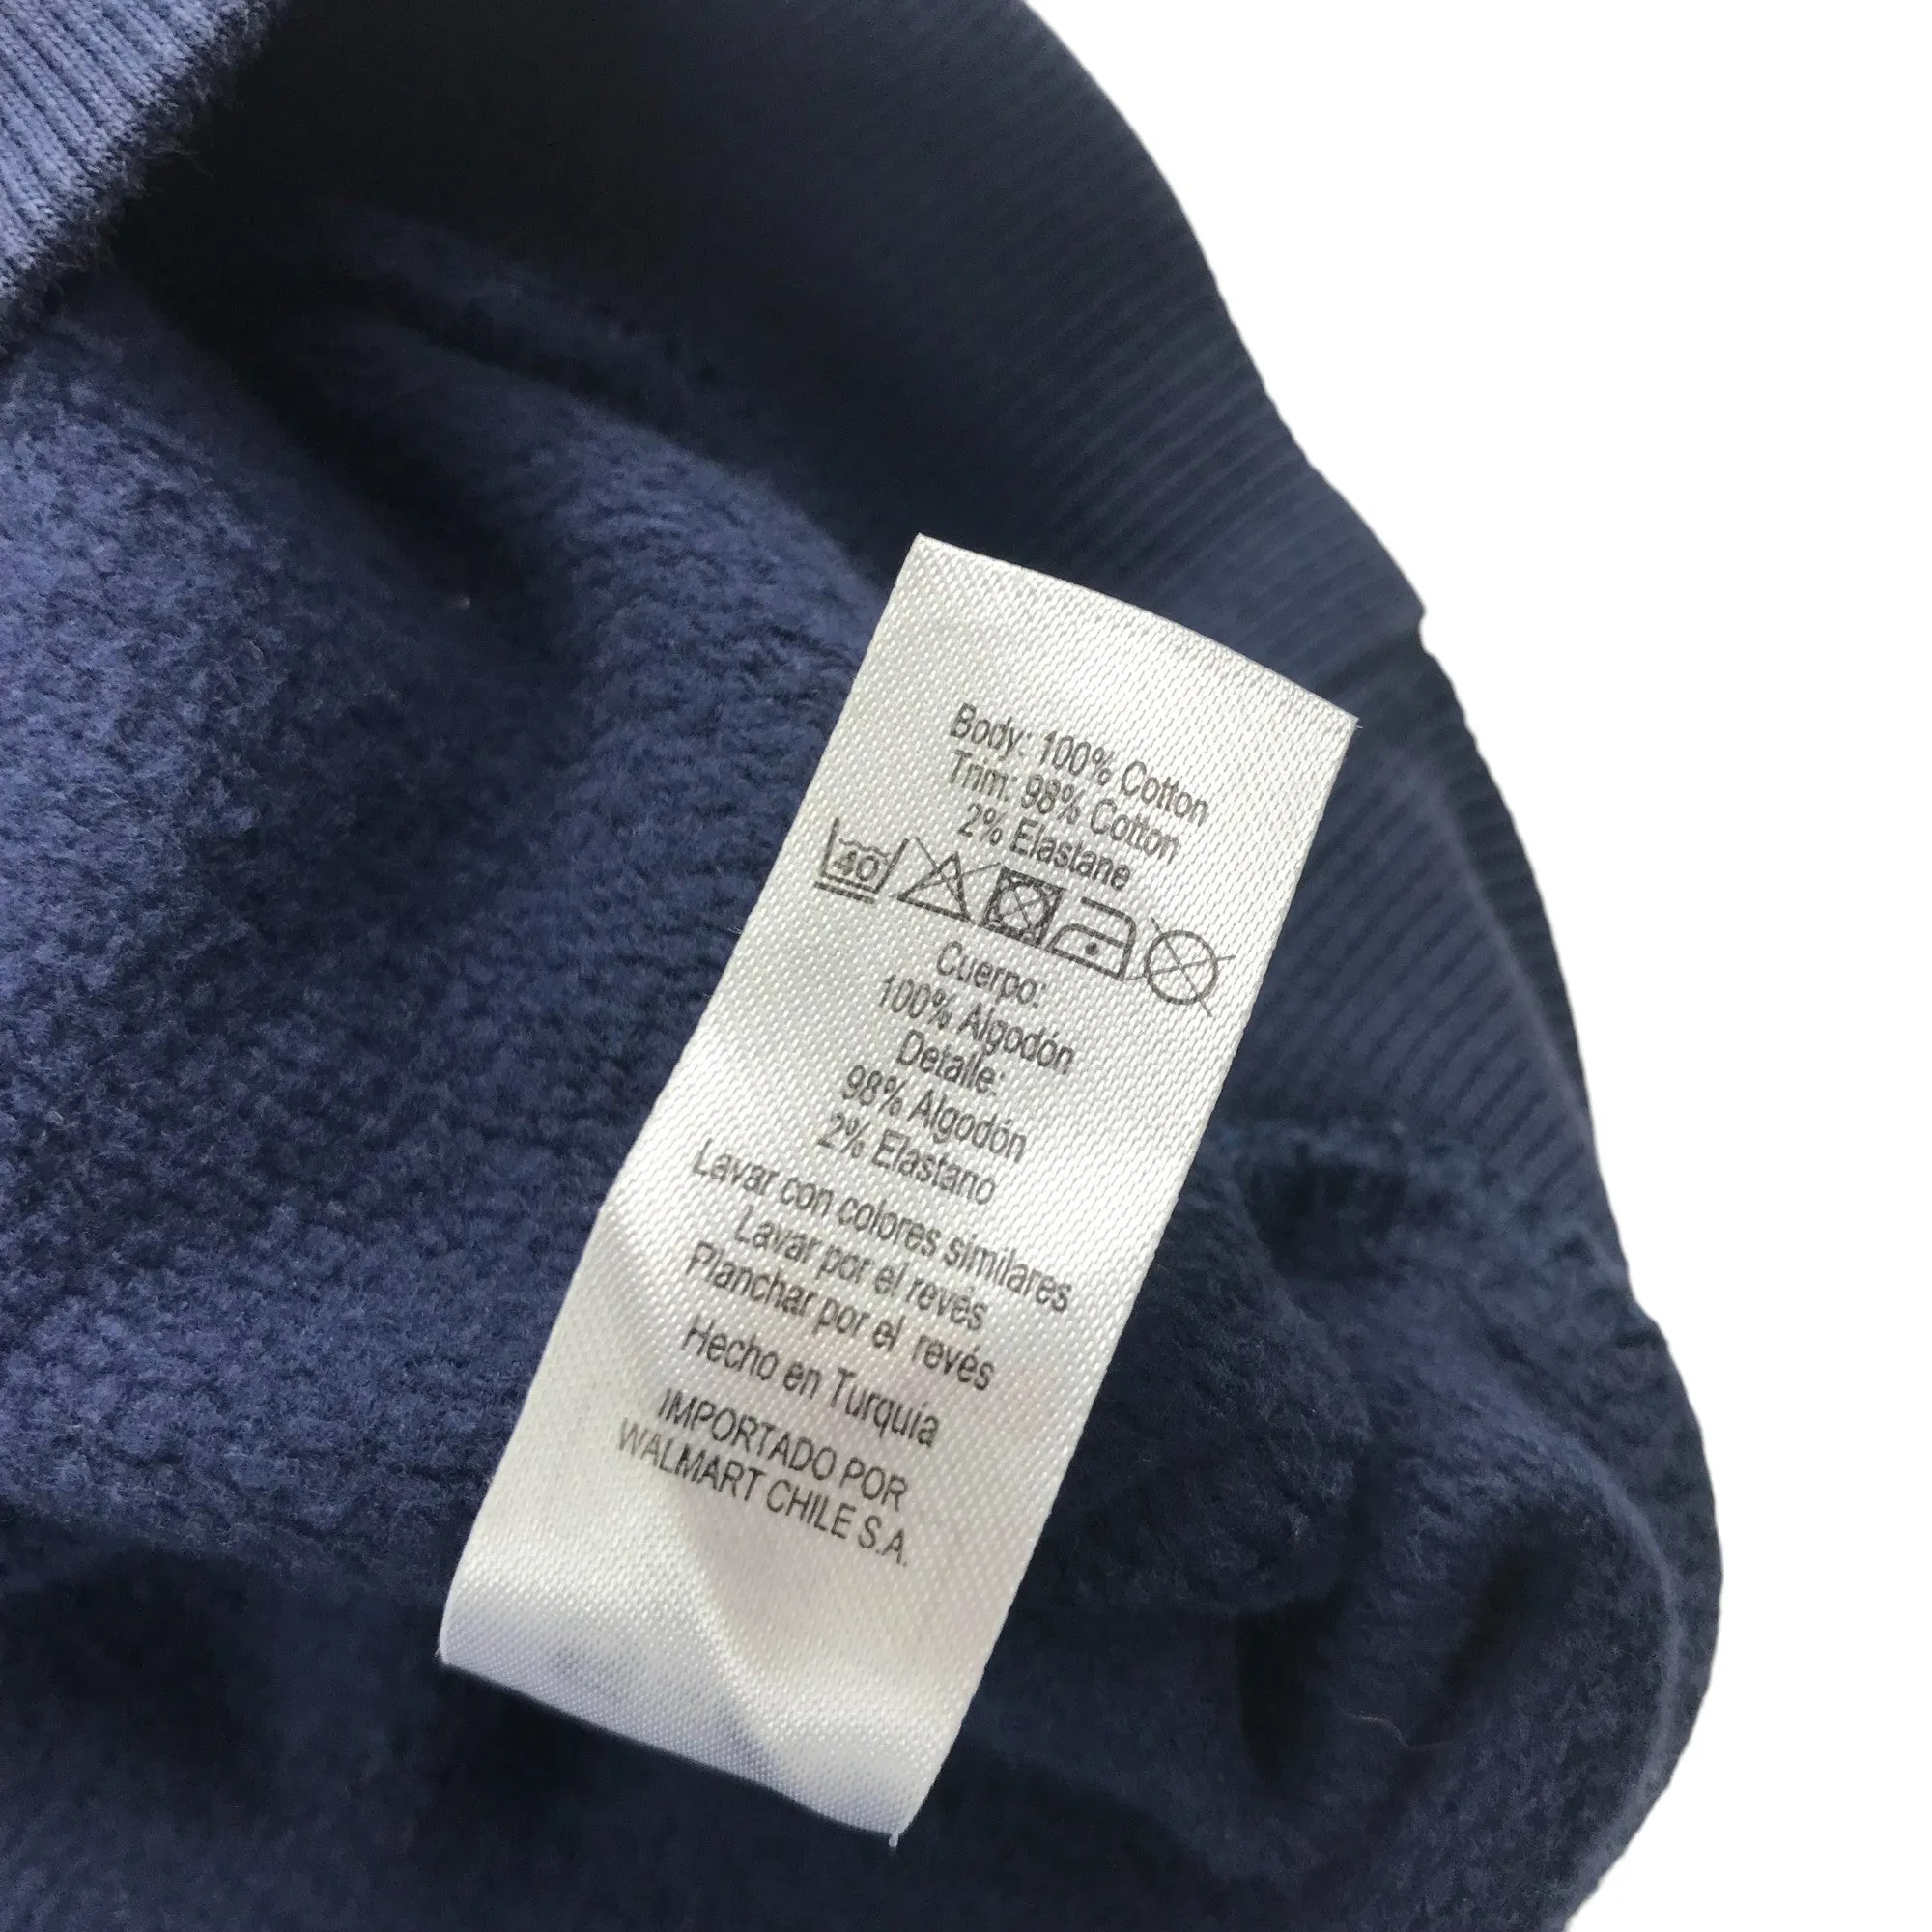 Body: 100% Cotton
Trim: 98% Cotton
2% Elastane
40
Cuerpo:
100% Algodón
Detalle:
98% Algodón
2% Elastano
Lavar con colores similares
Lavar por el revés
Planchar por el revés
Hecho en Turquía
IMPORTADO POR
WALMART CHILE S.A.